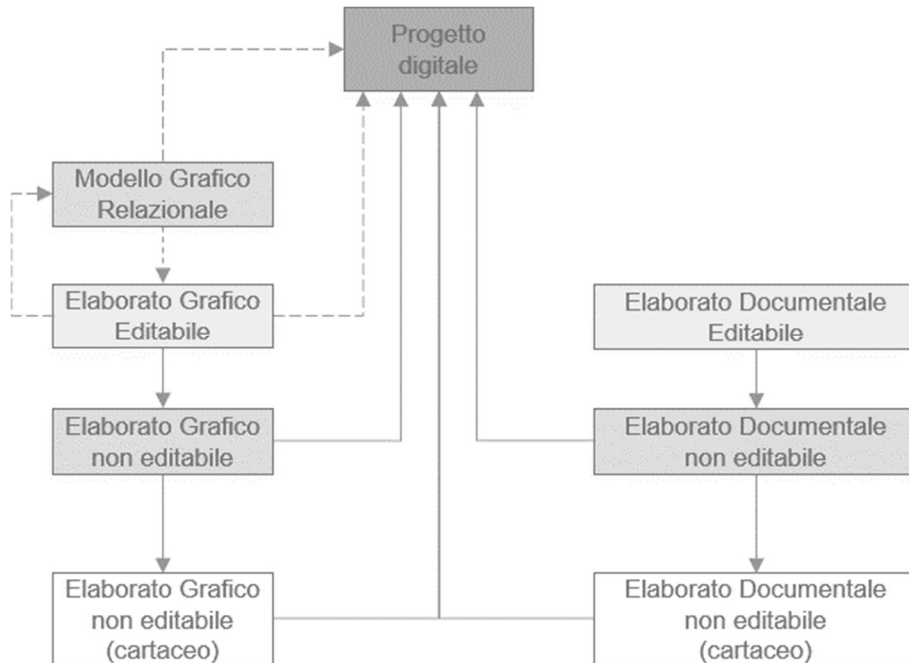 Progetto
digitale
Modello Grafico
Relazionale
Elaborato Grafico
Editabile
Elaborato Documentale
Editabile
Elaborato Grafico
non editabile
Elaborato Documentale
non editabile
Elaborato Grafico
non editabile
(cartaceo)
Elaborato Documentale
non editabile
(cartaceo)